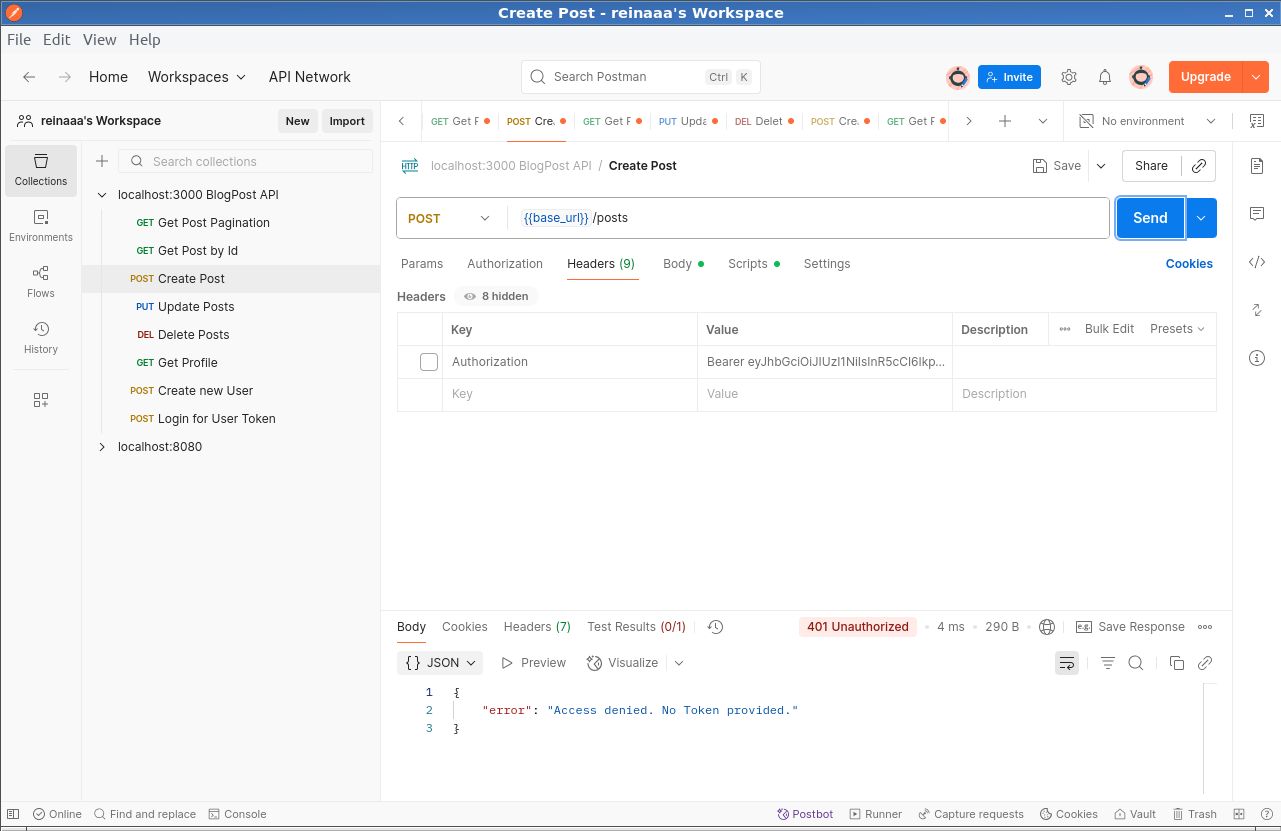 Create Post - reinaaa's Workspace
File Edit View Help
Home Workspaces API Network
Search Postman Ctrl K
Invite
Upgrade
reinaaa's Workspace
New Import
GET Get F POST Cre. GET Get F PUT Upda DEL Delet POST Cre. GET Get F
No environment
Collections
Environments
Flows
History
Search collections
localhost:3000 BlogPost API
GET Get Post Pagination
GET Get Post by Id
POST Create Post
PUT Update Posts
DEL Delete Posts
GET Get Profile
POST Create new User
POST Login for User Token
localhost:8080
HTTP localhost:3000 BlogPost API / Create Post
Save Share
POST {{base_url}} /posts
Send
Params Authorization Headers (9) Body Scripts Settings Cookies
Headers 8 hidden
Key Value Description Bulk Edit Presets
Authorization Bearer eyJhbGciOiJIUzI1NiIsInR5cCI6Ikp...
Key Value Description
Body Cookies Headers (7) Test Results (0/1)
401 Unauthorized 4 ms 290 B e.g. Save Response
{} JSON Preview Visualize
1 {
2 "error": "Access denied. No Token provided."
3 }
Online Find and replace Console
Postbot Runner Capture requests Cookies Vault Trash